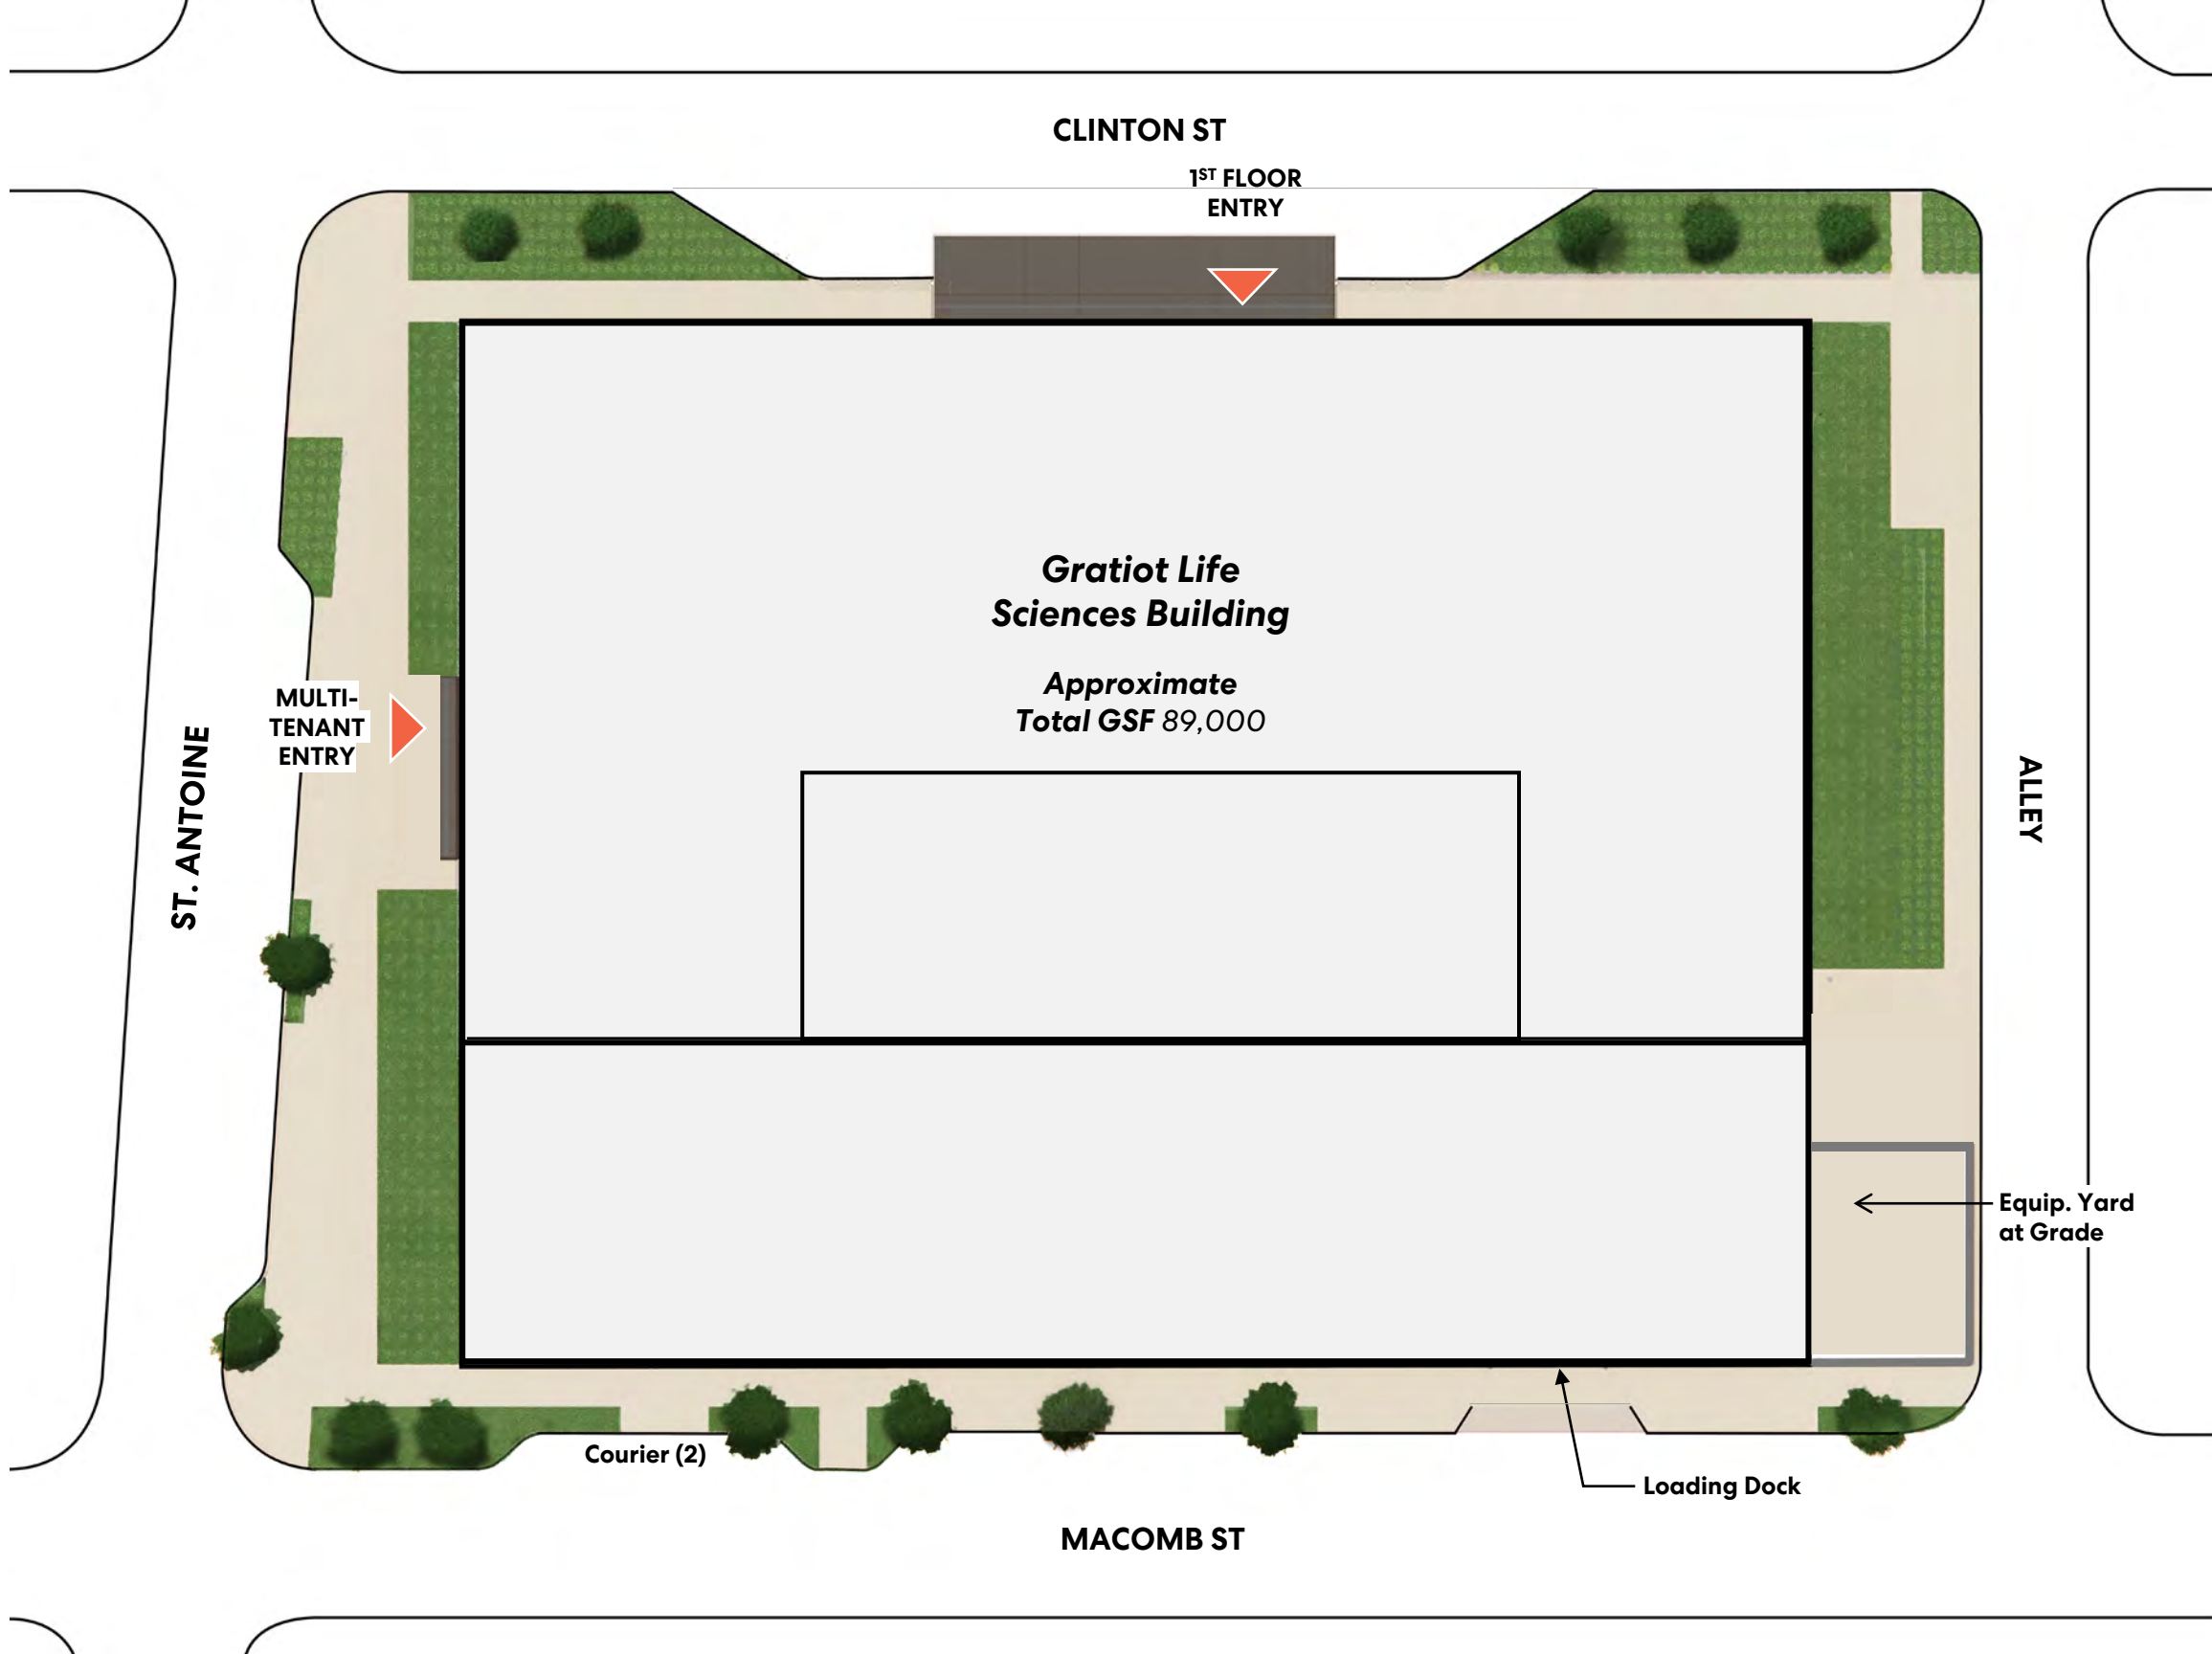 CLINTON ST
1ST FLOOR
ENTRY
Gratiot Life
Sciences Building
Approximate
Total GSF 89,000
MULTI-
TENANT
ENTRY
ST. ANTOINE
ALLEY
Equip. Yard
at Grade
Courier (2)
Loading Dock
MACOMB ST